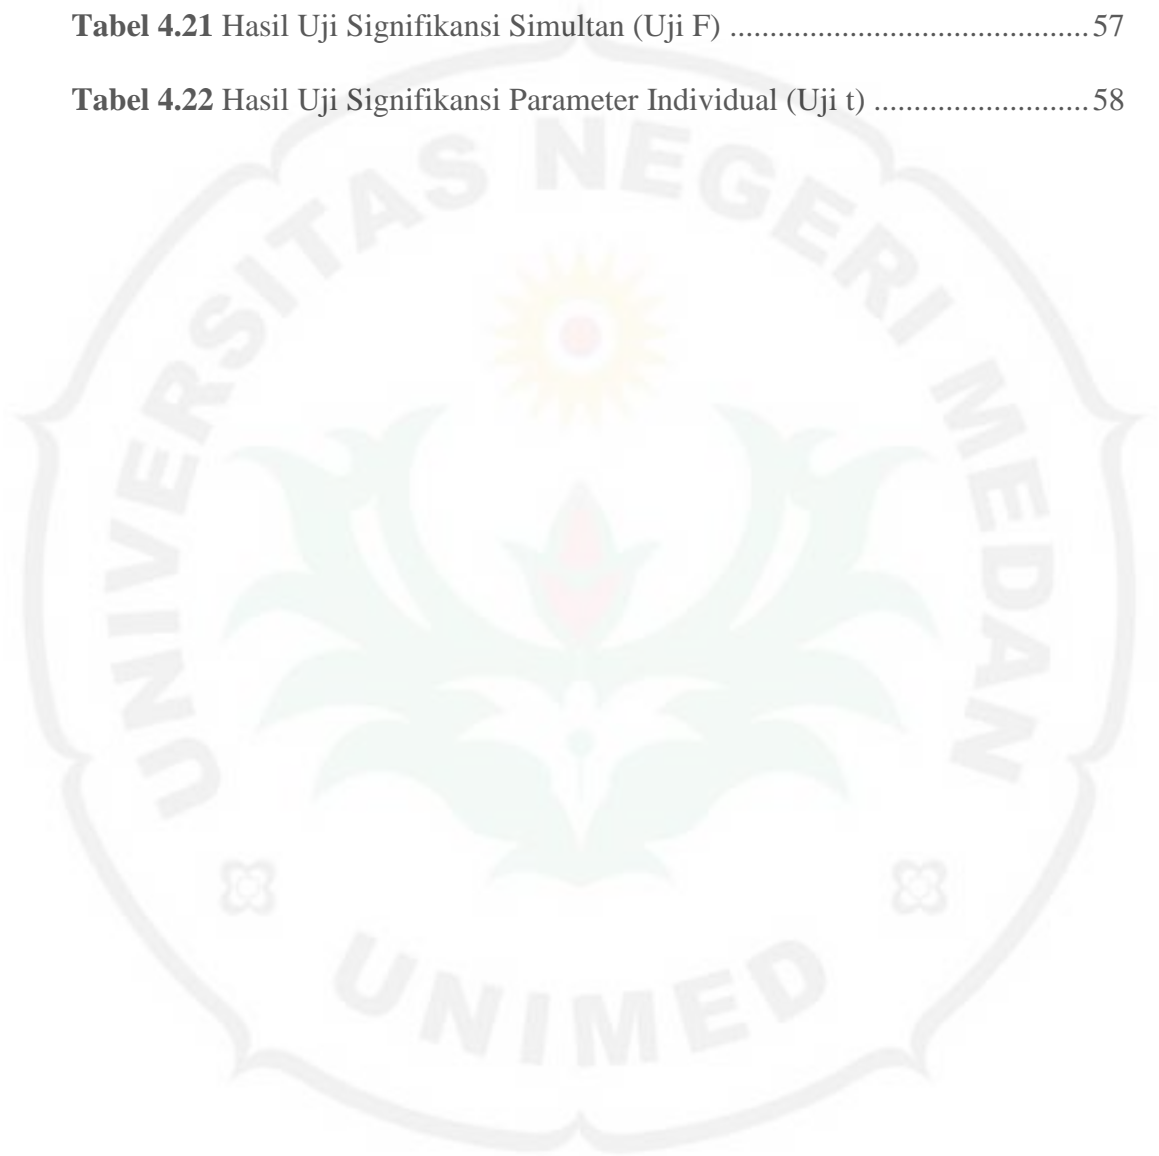 Tabel 4.21 Hasil Uji Signifikansi Simultan (Uji F) .............................................57
Tabel 4.22 Hasil Uji Signifikansi Parameter Individual (Uji t) ...........................58
UNIVERSITAS NEGERI MEDAN
UNIMED